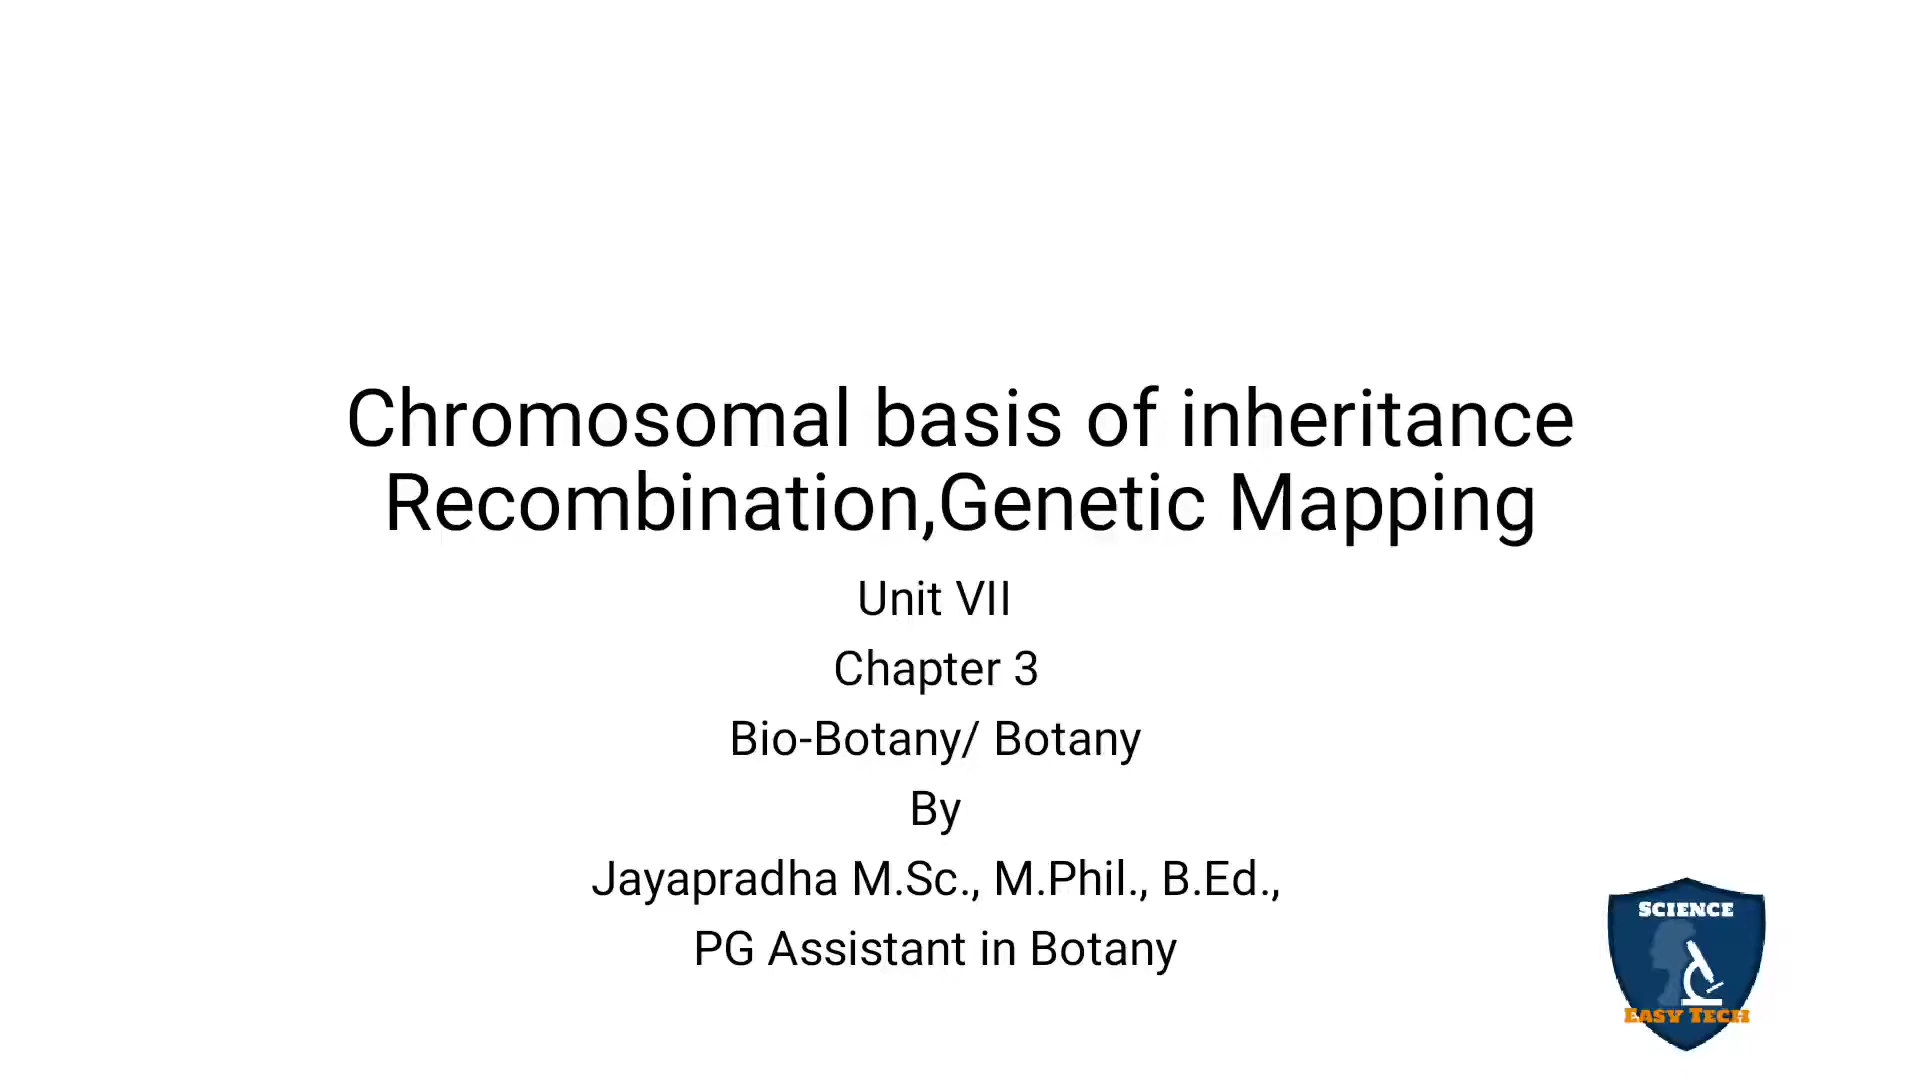 Chromosomal basis of inheritance
Recombination,Genetic Mapping
Unit VII
Chapter 3
Bio-Botany/ Botany
By
Jayapradha M.Sc., M.Phil., B.Ed.,
PG Assistant in Botany
SCIENCE
EASY TECH